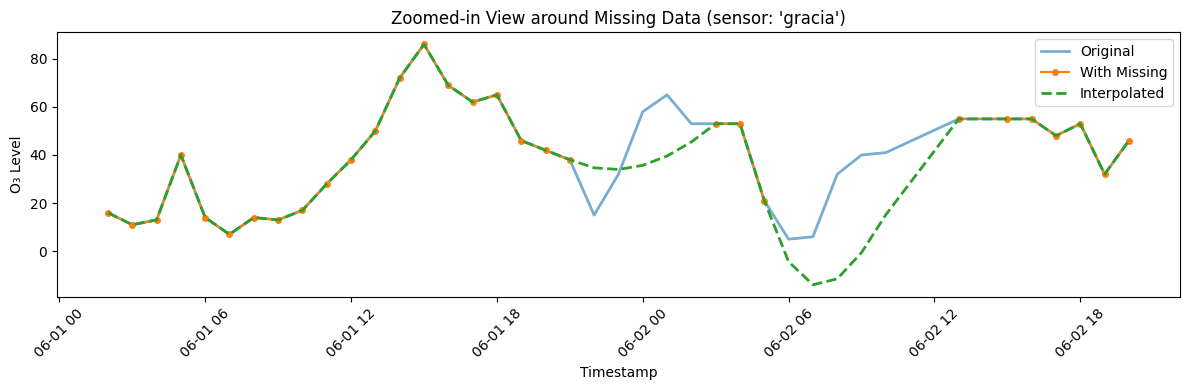 Zoomed-in View around Missing Data (sensor: 'gracia')
Original
With Missing
Interpolated
O₃ Level
80
60
40
20
0
06-01 00
06-01 06
06-01 12
06-01 18
06-02 00
06-02 06
06-02 12
06-02 18
Timestamp